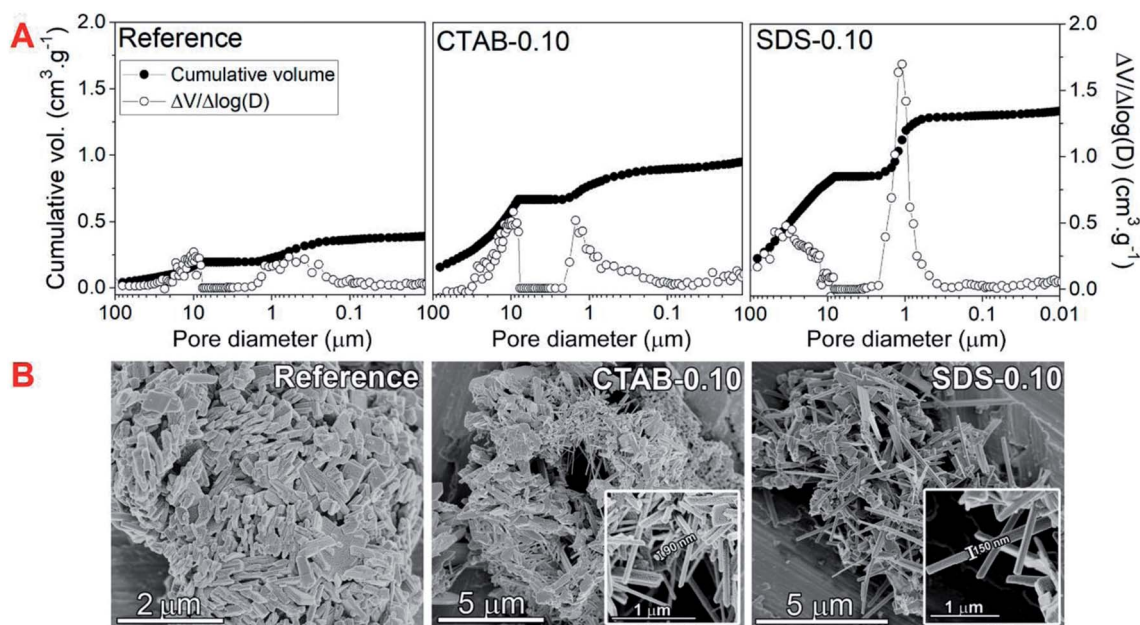 A
Reference
CTAB-0.10
SDS-0.10
Cumulative volume
ΔV/Δlog(D)
Cumulative vol. (cm³.g⁻¹)
2.0
1.5
1.0
0.5
0.0
ΔV/Δlog(D)) (cm³.g⁻¹)
2.0
1.5
1.0
0.5
0.0
100 10 1 0.1 100 10 1 0.1 100 10 1 0.1 0.01
Pore diameter (μm) Pore diameter (μm) Pore diameter (μm)
B
Reference
2 μm
CTAB-0.10
90 nm
5 μm
1 μm
SDS-0.10
150 nm
5 μm
1 μm